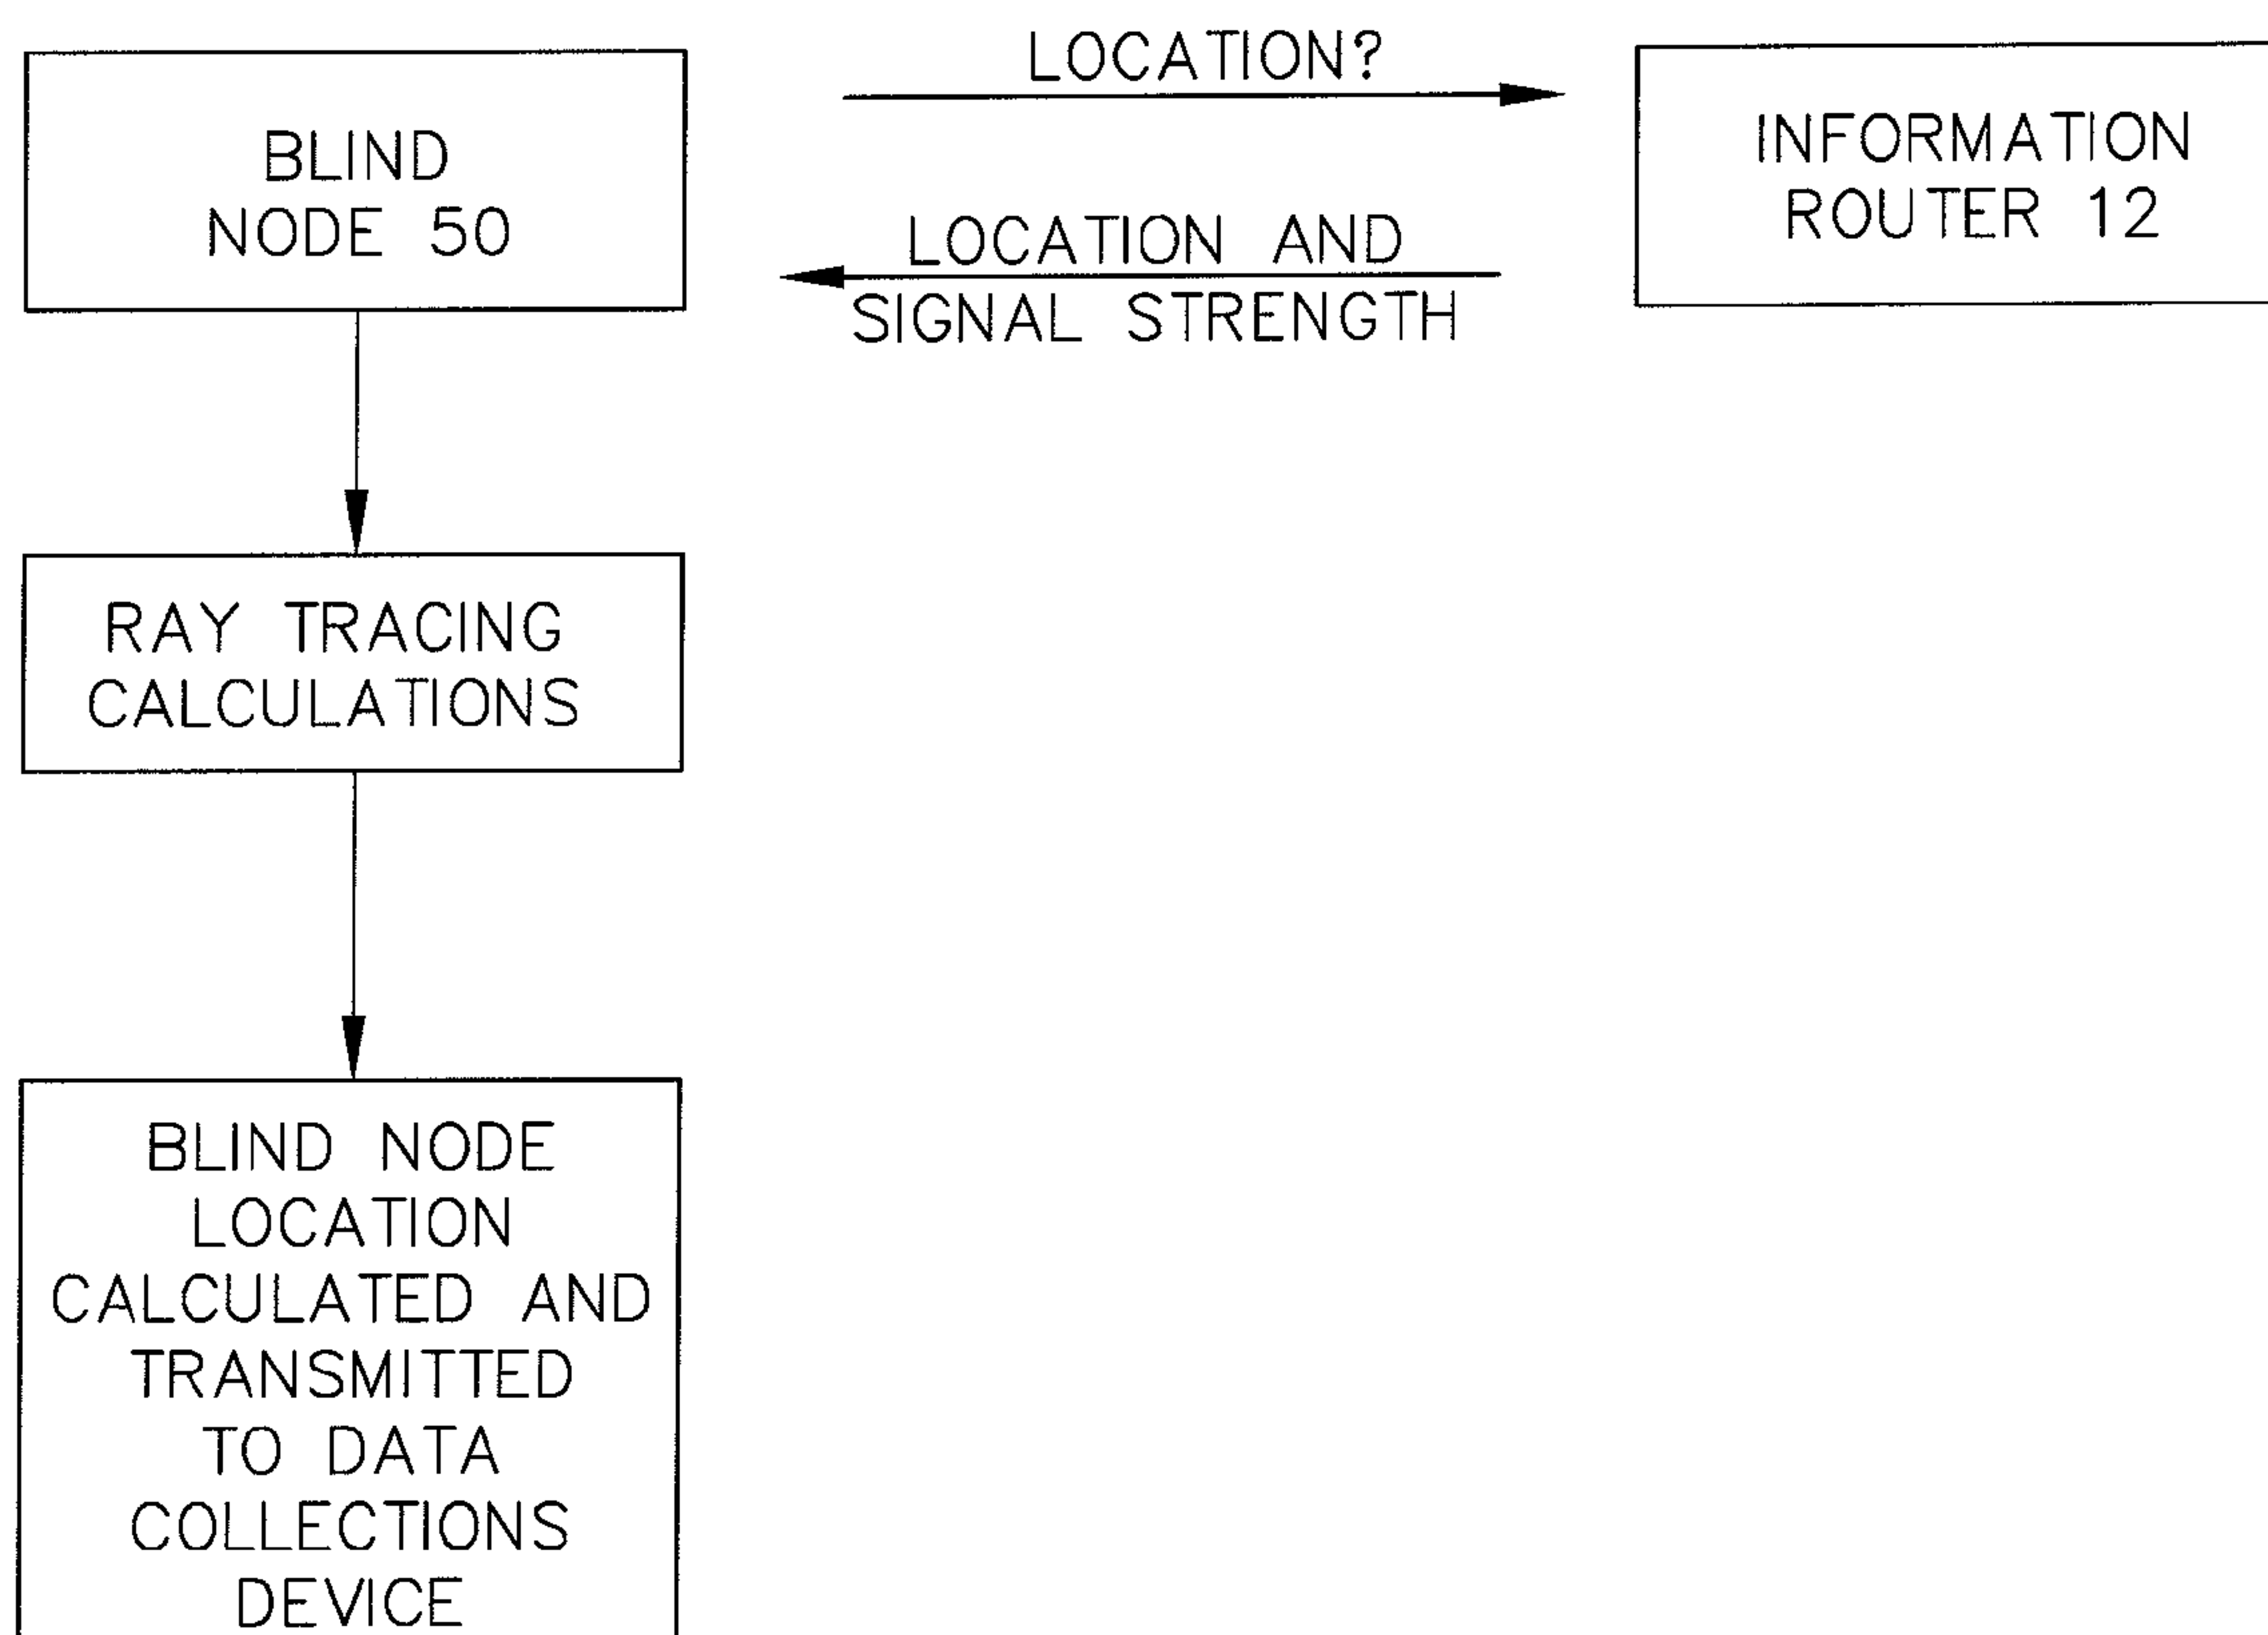 BLIND
NODE 50
LOCATION?
LOCATION AND
SIGNAL STRENGTH
INFORMATION
ROUTER 12
RAY TRACING
CALCULATIONS
BLIND NODE
LOCATION
CALCULATED AND
TRANSMITTED
TO DATA
COLLECTIONS
DEVICE